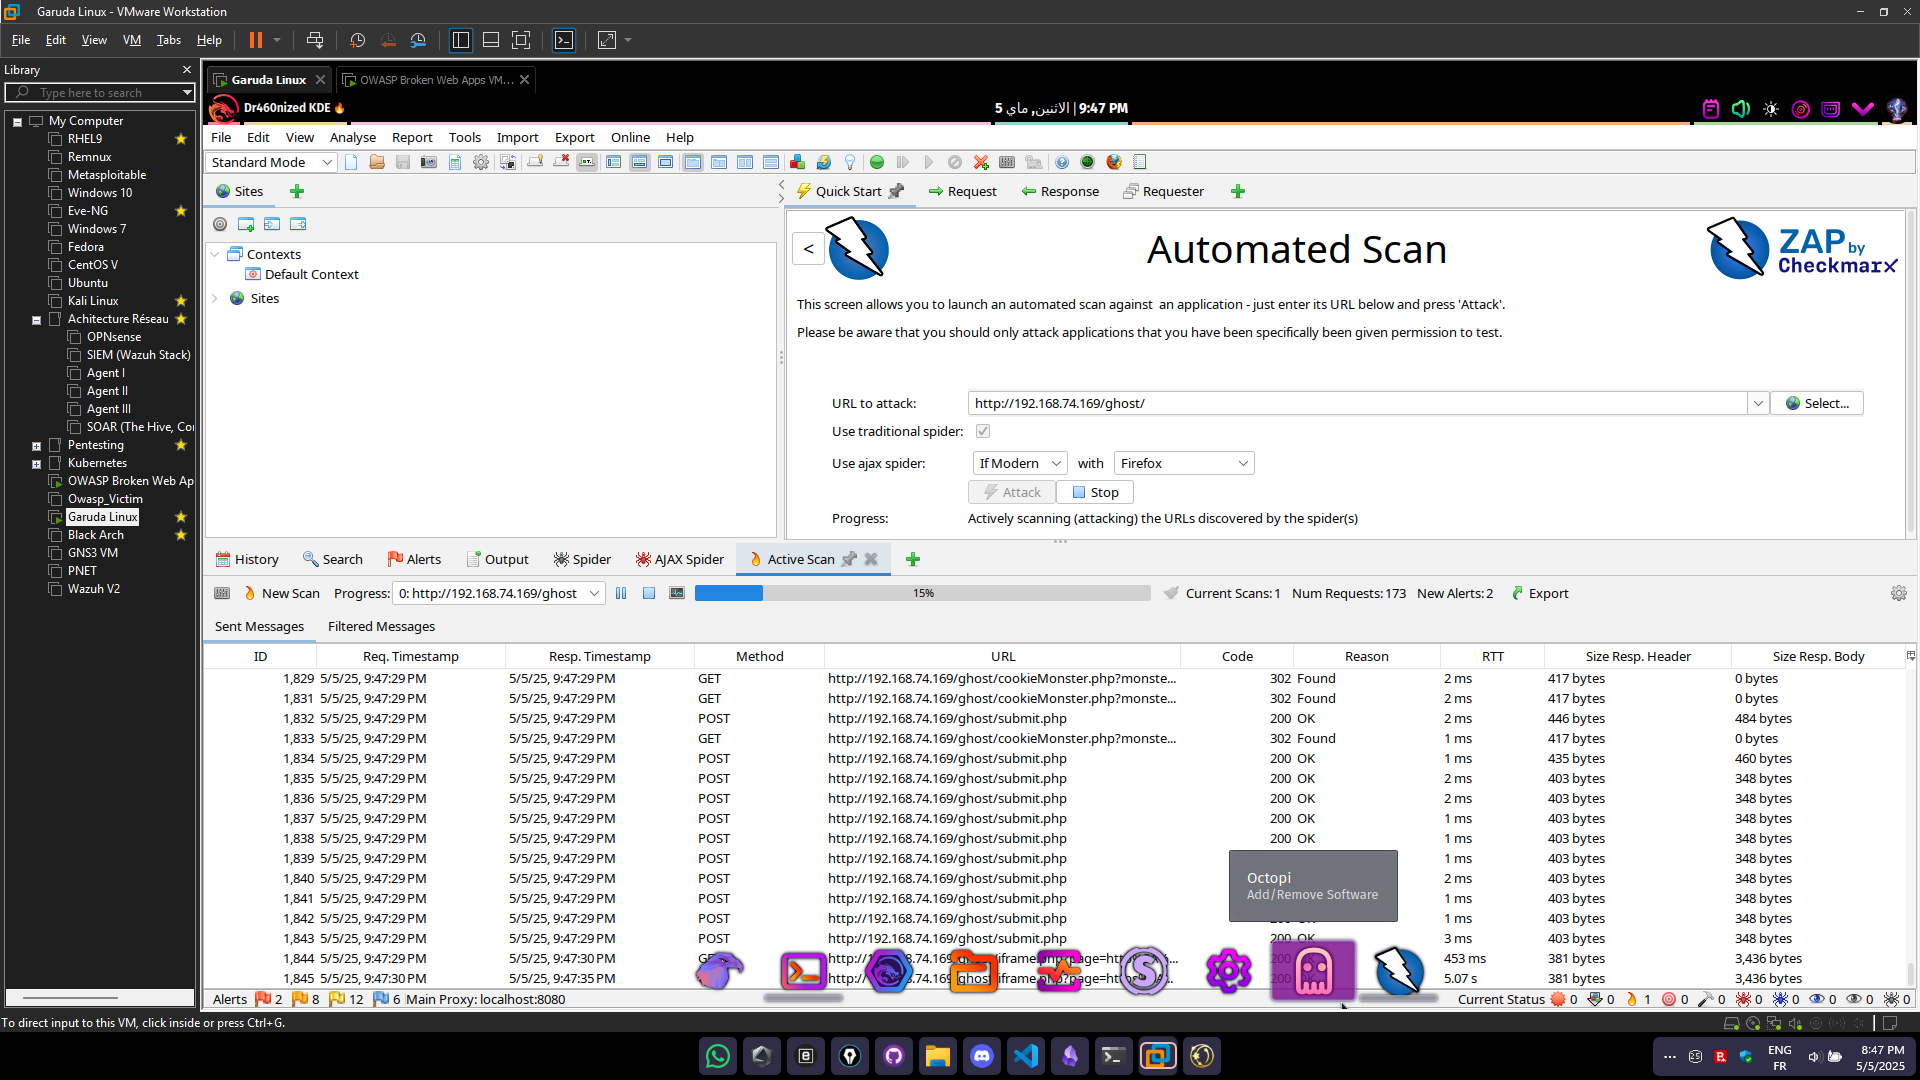 Garuda Linux - VMware Workstation
File Edit View VM Tabs Help
Library
Type here to search
My Computer
RHEL9
Remnux
Metasploitable
Windows 10
Eve-NG
Windows 7
Fedora
CentOS V
Ubuntu
Kali Linux
Achitecture Réseau
OPNsense
SIEM (Wazuh Stack)
Agent I
Agent II
Agent III
SOAR (The Hive, Co
Pentesting
Kubernetes
OWASP Broken Web Ap
Owasp_Victim
Garuda Linux
Black Arch
GNS3 VM
PNET
Wazuh V2
Garuda Linux
OWASP Broken Web Apps VM...
Dr460nized KDE
الاثنين, ماي 5 | 9:47 PM
File Edit View Analyse Report Tools Import Export Online Help
Standard Mode
Sites
Quick Start Request Response Requester
Contexts
Default Context
Sites
<
Automated Scan
ZAP by Checkmarx
This screen allows you to launch an automated scan against an application - just enter its URL below and press 'Attack'.
Please be aware that you should only attack applications that you have been specifically been given permission to test.
URL to attack: http://192.168.74.169/ghost/ Select...
Use traditional spider:
Use ajax spider: If Modern with Firefox
Attack Stop
Progress: Actively scanning (attacking) the URLs discovered by the spider(s)
History Search Alerts Output Spider AJAX Spider Active Scan
New Scan Progress: 0: http://192.168.74.169/ghost 15% Current Scans: 1 Num Requests: 173 New Alerts: 2 Export
Sent Messages Filtered Messages
ID Req. Timestamp Resp. Timestamp Method URL Code Reason RTT Size Resp. Header Size Resp. Body
1,829 5/5/25, 9:47:29 PM 5/5/25, 9:47:29 PM GET http://192.168.74.169/ghost/cookieMonster.php?monste... 302 Found 2 ms 417 bytes 0 bytes
1,831 5/5/25, 9:47:29 PM 5/5/25, 9:47:29 PM GET http://192.168.74.169/ghost/cookieMonster.php?monste... 302 Found 2 ms 417 bytes 0 bytes
1,832 5/5/25, 9:47:29 PM 5/5/25, 9:47:29 PM POST http://192.168.74.169/ghost/submit.php 200 OK 2 ms 446 bytes 484 bytes
1,833 5/5/25, 9:47:29 PM 5/5/25, 9:47:29 PM GET http://192.168.74.169/ghost/cookieMonster.php?monste... 302 Found 1 ms 417 bytes 0 bytes
1,834 5/5/25, 9:47:29 PM 5/5/25, 9:47:29 PM POST http://192.168.74.169/ghost/submit.php 200 OK 1 ms 435 bytes 460 bytes
1,835 5/5/25, 9:47:29 PM 5/5/25, 9:47:29 PM POST http://192.168.74.169/ghost/submit.php 200 OK 2 ms 403 bytes 348 bytes
1,836 5/5/25, 9:47:29 PM 5/5/25, 9:47:29 PM POST http://192.168.74.169/ghost/submit.php 200 OK 2 ms 403 bytes 348 bytes
1,837 5/5/25, 9:47:29 PM 5/5/25, 9:47:29 PM POST http://192.168.74.169/ghost/submit.php 200 OK 1 ms 403 bytes 348 bytes
1,838 5/5/25, 9:47:29 PM 5/5/25, 9:47:29 PM POST http://192.168.74.169/ghost/submit.php 200 OK 1 ms 403 bytes 348 bytes
1,839 5/5/25, 9:47:29 PM 5/5/25, 9:47:29 PM POST http://192.168.74.169/ghost/submit.php 1 ms 403 bytes 348 bytes
1,840 5/5/25, 9:47:29 PM 5/5/25, 9:47:29 PM POST http://192.168.74.169/ghost/submit.php 2 ms 403 bytes 348 bytes
1,841 5/5/25, 9:47:29 PM 5/5/25, 9:47:29 PM POST http://192.168.74.169/ghost/submit.php 1 ms 403 bytes 348 bytes
1,842 5/5/25, 9:47:29 PM 5/5/25, 9:47:29 PM POST http://192.168.74.169/ghost/submit.php 1 ms 403 bytes 348 bytes
1,843 5/5/25, 9:47:29 PM 5/5/25, 9:47:29 PM POST http://192.168.74.169/ghost/submit.php 200 OK 3 ms 403 bytes 348 bytes
1,844 5/5/25, 9:47:29 PM 5/5/25, 9:47:30 PM 453 ms 381 bytes 3,436 bytes
1,845 5/5/25, 9:47:30 PM 5/5/25, 9:47:35 PM 5.07 s 381 bytes 3,436 bytes
Octopi
Add/Remove Software
Alerts 2 8 12 6 Main Proxy: localhost:8080 Current Status 0 0 1 0 0 0 0 0 0 0
To direct input to this VM, click inside or press Ctrl+G.
ENG
FR
8:47 PM
5/5/2025